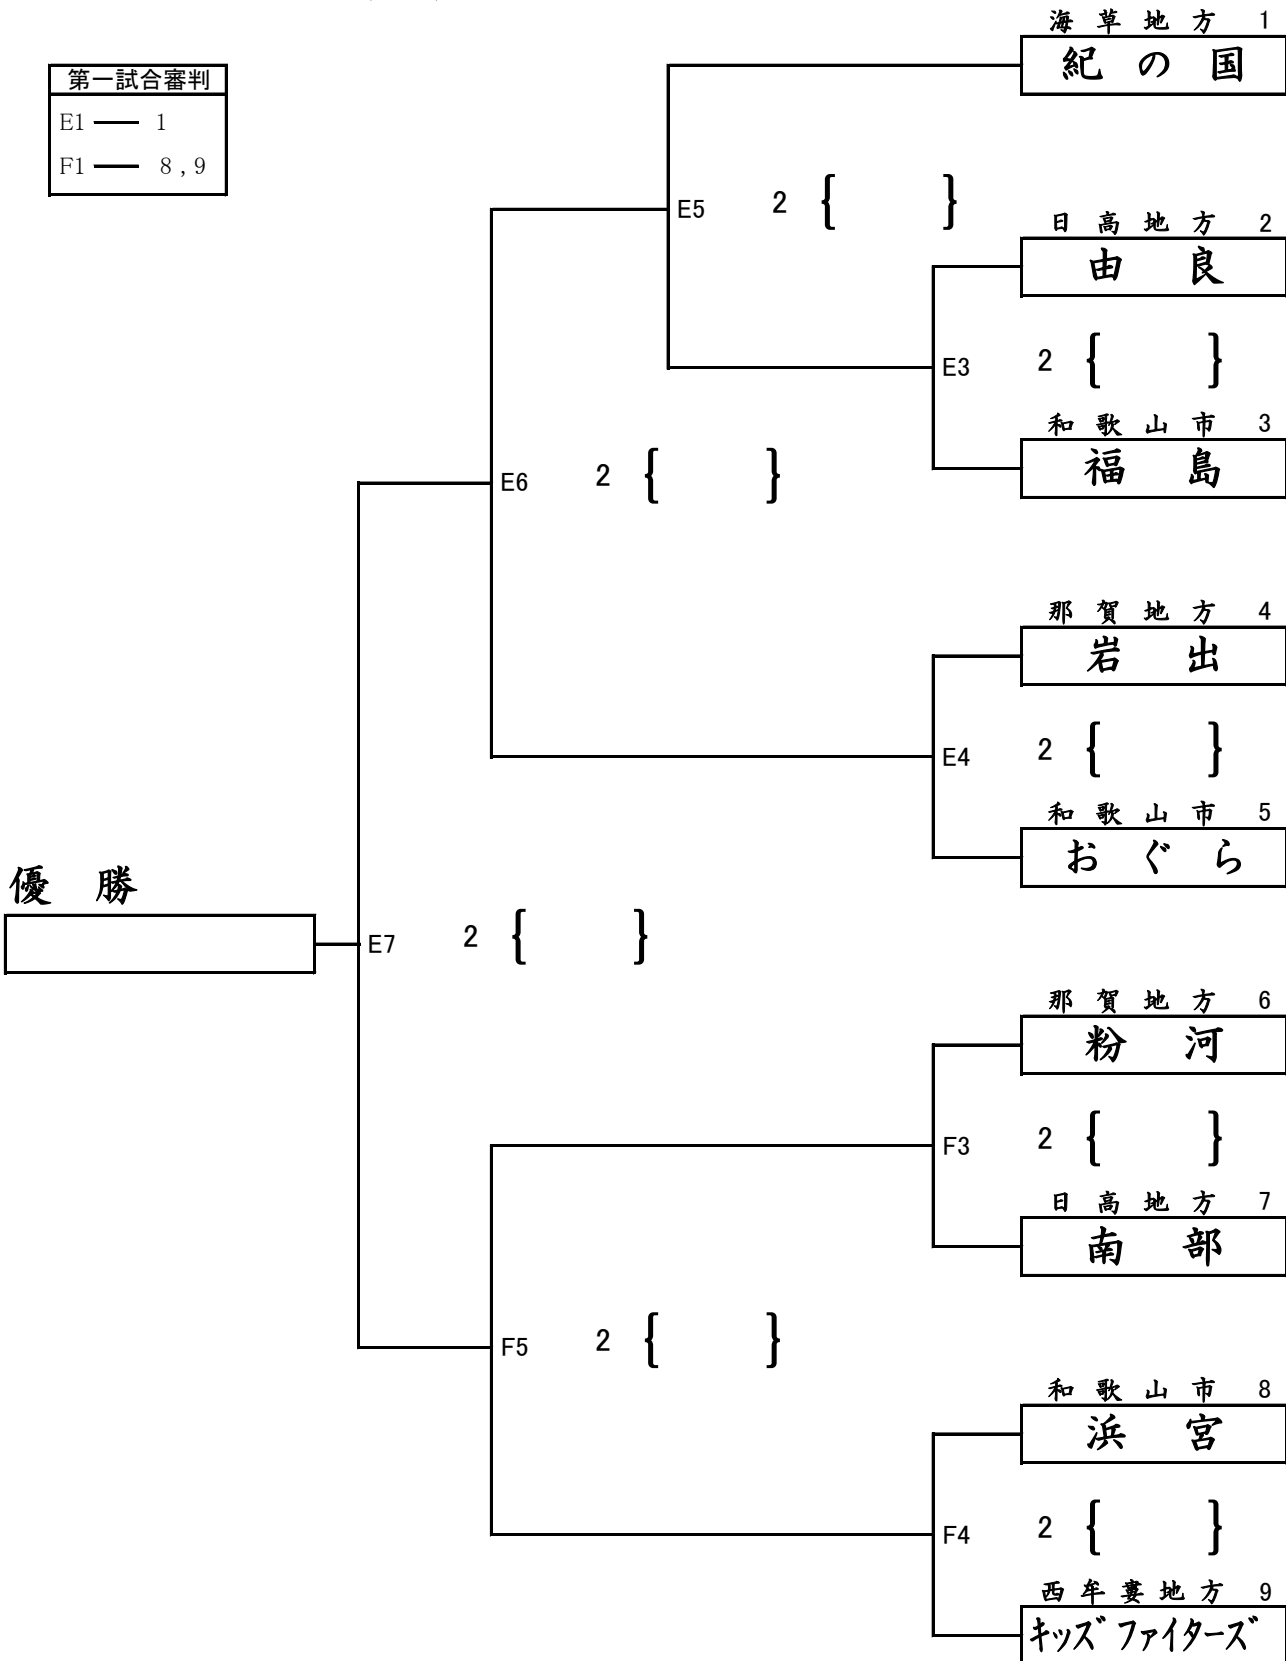 海草地方 1
紀の国
第一試合審判
E1 ── 1
F1 ── 8,9
E5 2 { }
日高地方 2
由良
E3 2 { }
和歌山市 3
福島
E6 2 { }
那賀地方 4
岩出
E4 2 { }
和歌山市 5
おぐら
優勝
E7 2 { }
那賀地方 6
粉河
F3 2 { }
日高地方 7
南部
F5 2 { }
和歌山市 8
浜宮
F4 2 { }
西牟婁地方 9
キッズファイターズ